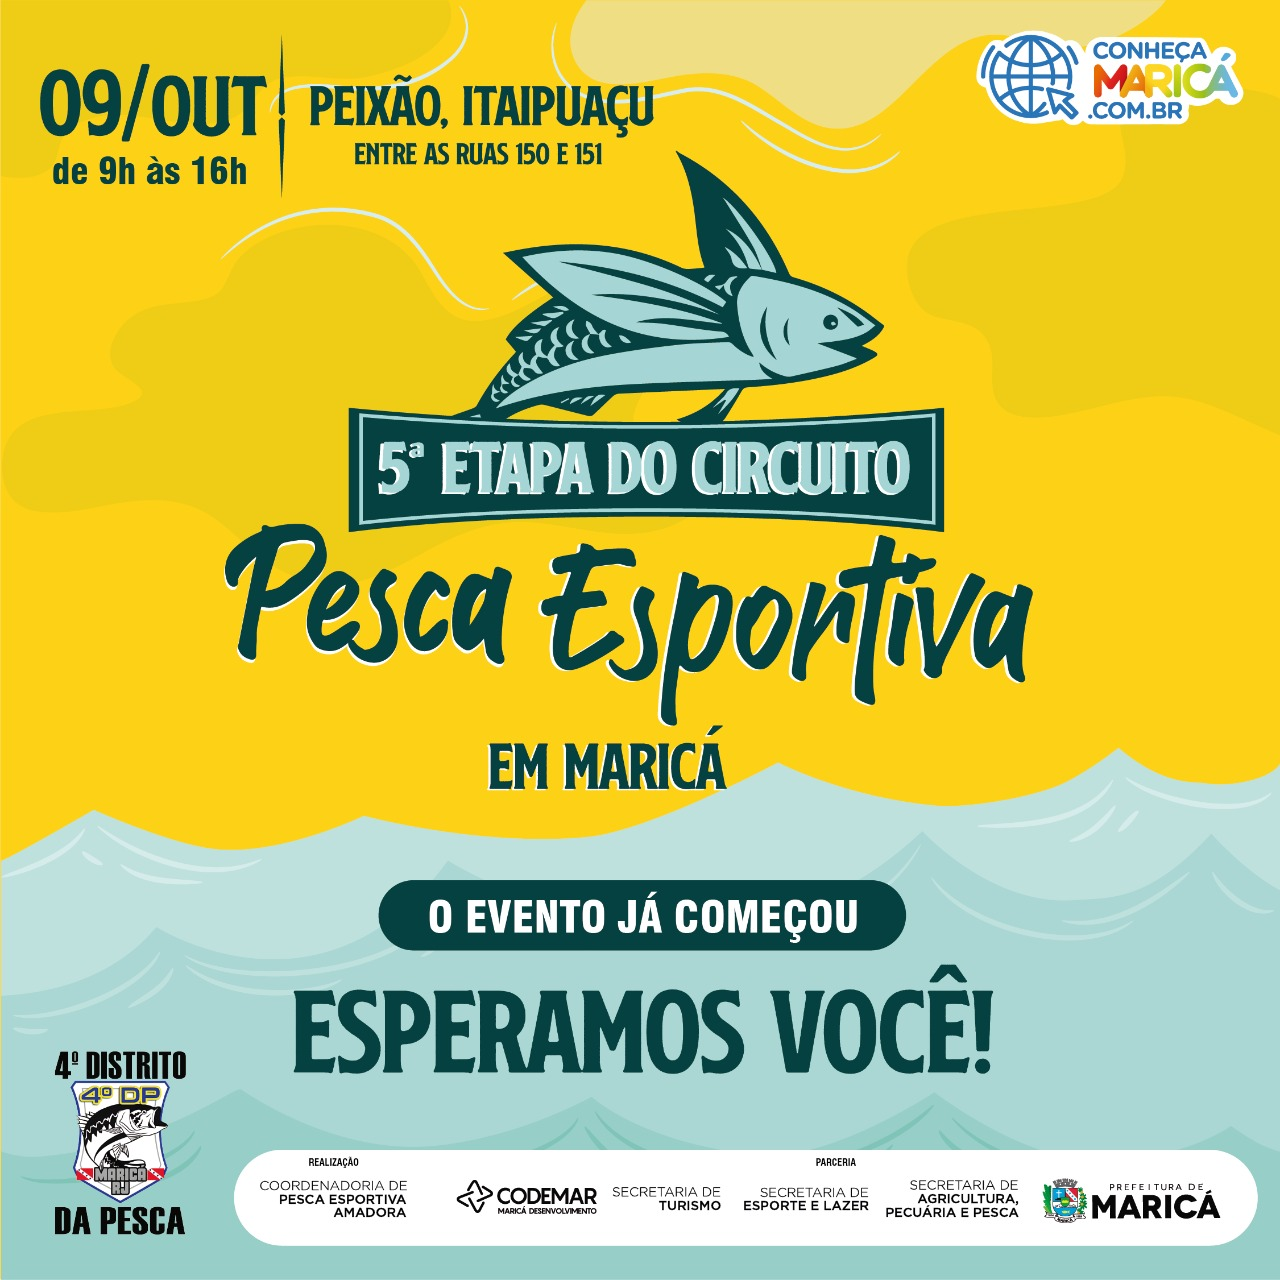 09/OUT
de 9h às 16h
PEIXÃO, ITAIPUAÇU
ENTRE AS RUAS 150 E 151
CONHEÇA
MARICÁ
.COM.BR
5ª ETAPA DO CIRCUITO
Pesca Esportiva
EM MARICÁ
O EVENTO JÁ COMEÇOU
ESPERAMOS VOCÊ!
4º DISTRITO
4º DP
MARICÁ
RJ
DA PESCA
REALIZAÇÃO
COORDENADORIA DE
PESCA ESPORTIVA
AMADORA
CODEMAR
MARICÁ DESENVOLVIMENTO
SECRETARIA DE
TURISMO
PARCERIA
SECRETARIA DE
ESPORTE E LAZER
SECRETARIA DE
AGRICULTURA,
PECUÁRIA E PESCA
PREFEITURA DE
MARICÁ